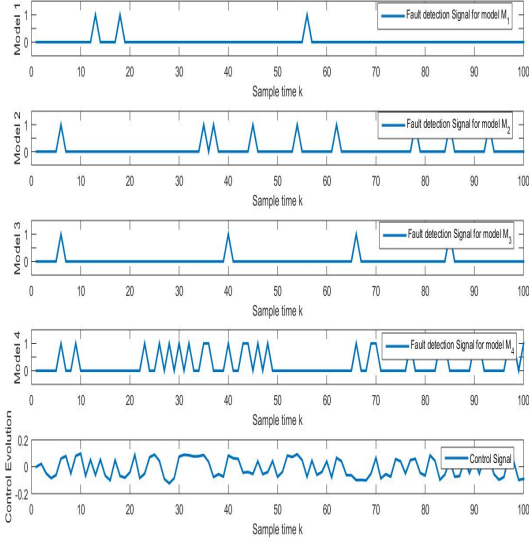 Model 1
1
0
Fault detection Signal for model M1
0 10 20 30 40 50 60 70 80 90 100
Sample time k
Model 2
1
0
Fault detection Signal for model M2
0 10 20 30 40 50 60 70 80 90 100
Sample time k
Model 3
1
0
Fault detection Signal for model M3
0 10 20 30 40 50 60 70 80 90 100
Sample time k
Model 4
1
0
Fault detection Signal for model M4
0 10 20 30 40 50 60 70 80 90 100
Sample time k
Control Evolution
0.2
0
-0.2
Control Signal
0 10 20 30 40 50 60 70 80 90 100
Sample time k